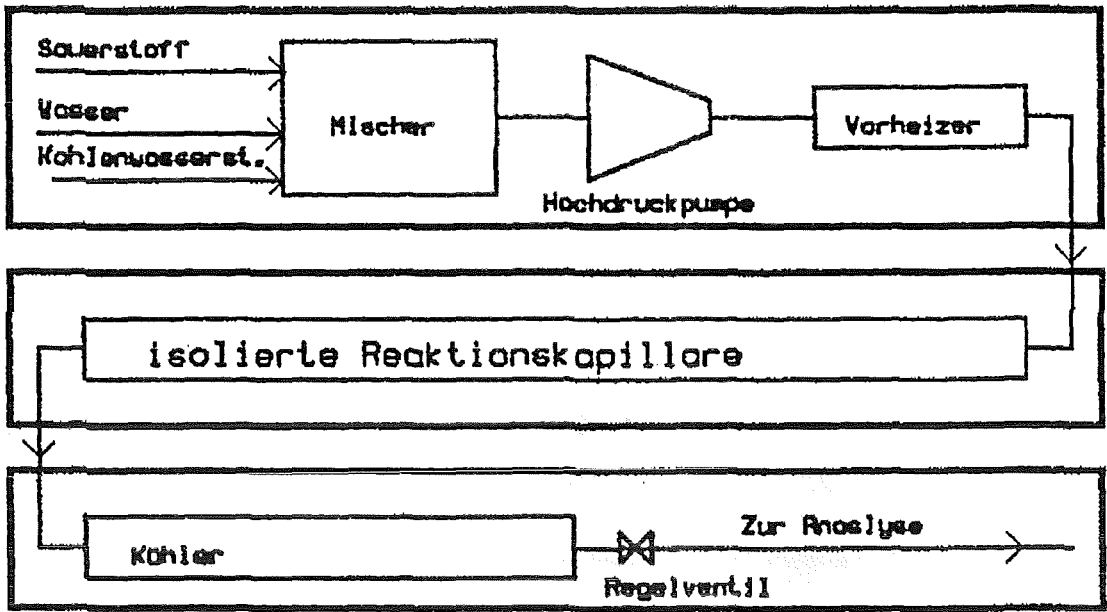 Sauerstoff
Wasser
Kohlenwasserst.
Mischer
Hochdruckpumpe
Vorheizer
isolierte Reaktionskapillare
Kühler
Regelventil
Zur Analyse